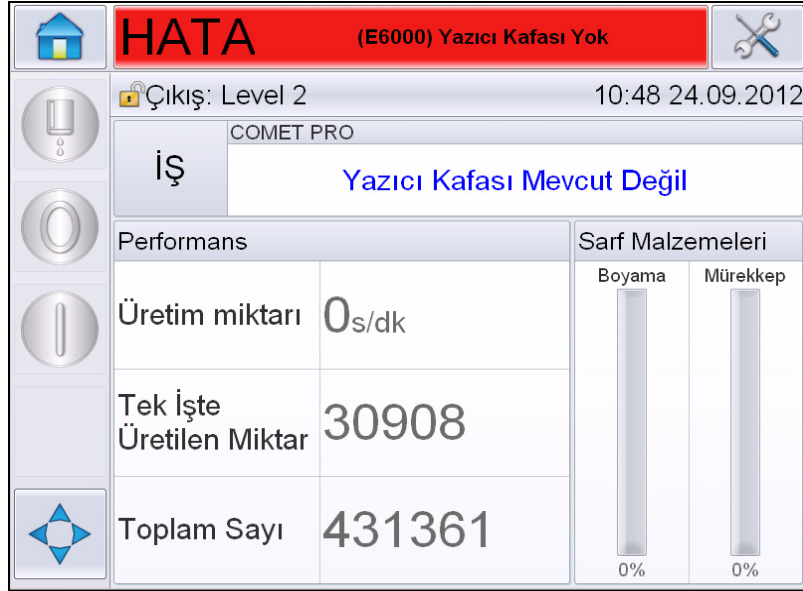 HATA
(E6000) Yazıcı Kafası Yok
Çıkış: Level 2
10:48 24.09.2012
İŞ
COMET PRO
Yazıcı Kafası Mevcut Değil
Performans
Üretim miktarı
0s/dk
Tek İşte
Üretilen Miktar
30908
Toplam Sayı
431361
Sarf Malzemeleri
Boyama
Mürekkep
0%
0%